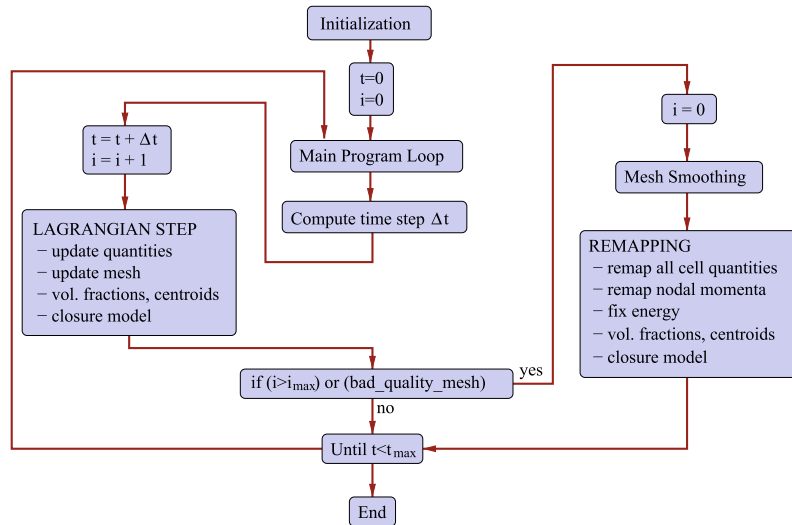 Initialization
t=0
i=0
Main Program Loop
Compute time step Δt
t = t + Δt
i = i + 1
LAGRANGIAN STEP
− update quantities
− update mesh
− vol. fractions, centroids
− closure model
if (i>i_max) or (bad_quality_mesh)
yes
no
i = 0
Mesh Smoothing
REMAPPING
− remap all cell quantities
− remap nodal momenta
− fix energy
− vol. fractions, centroids
− closure model
Until t<t_max
End